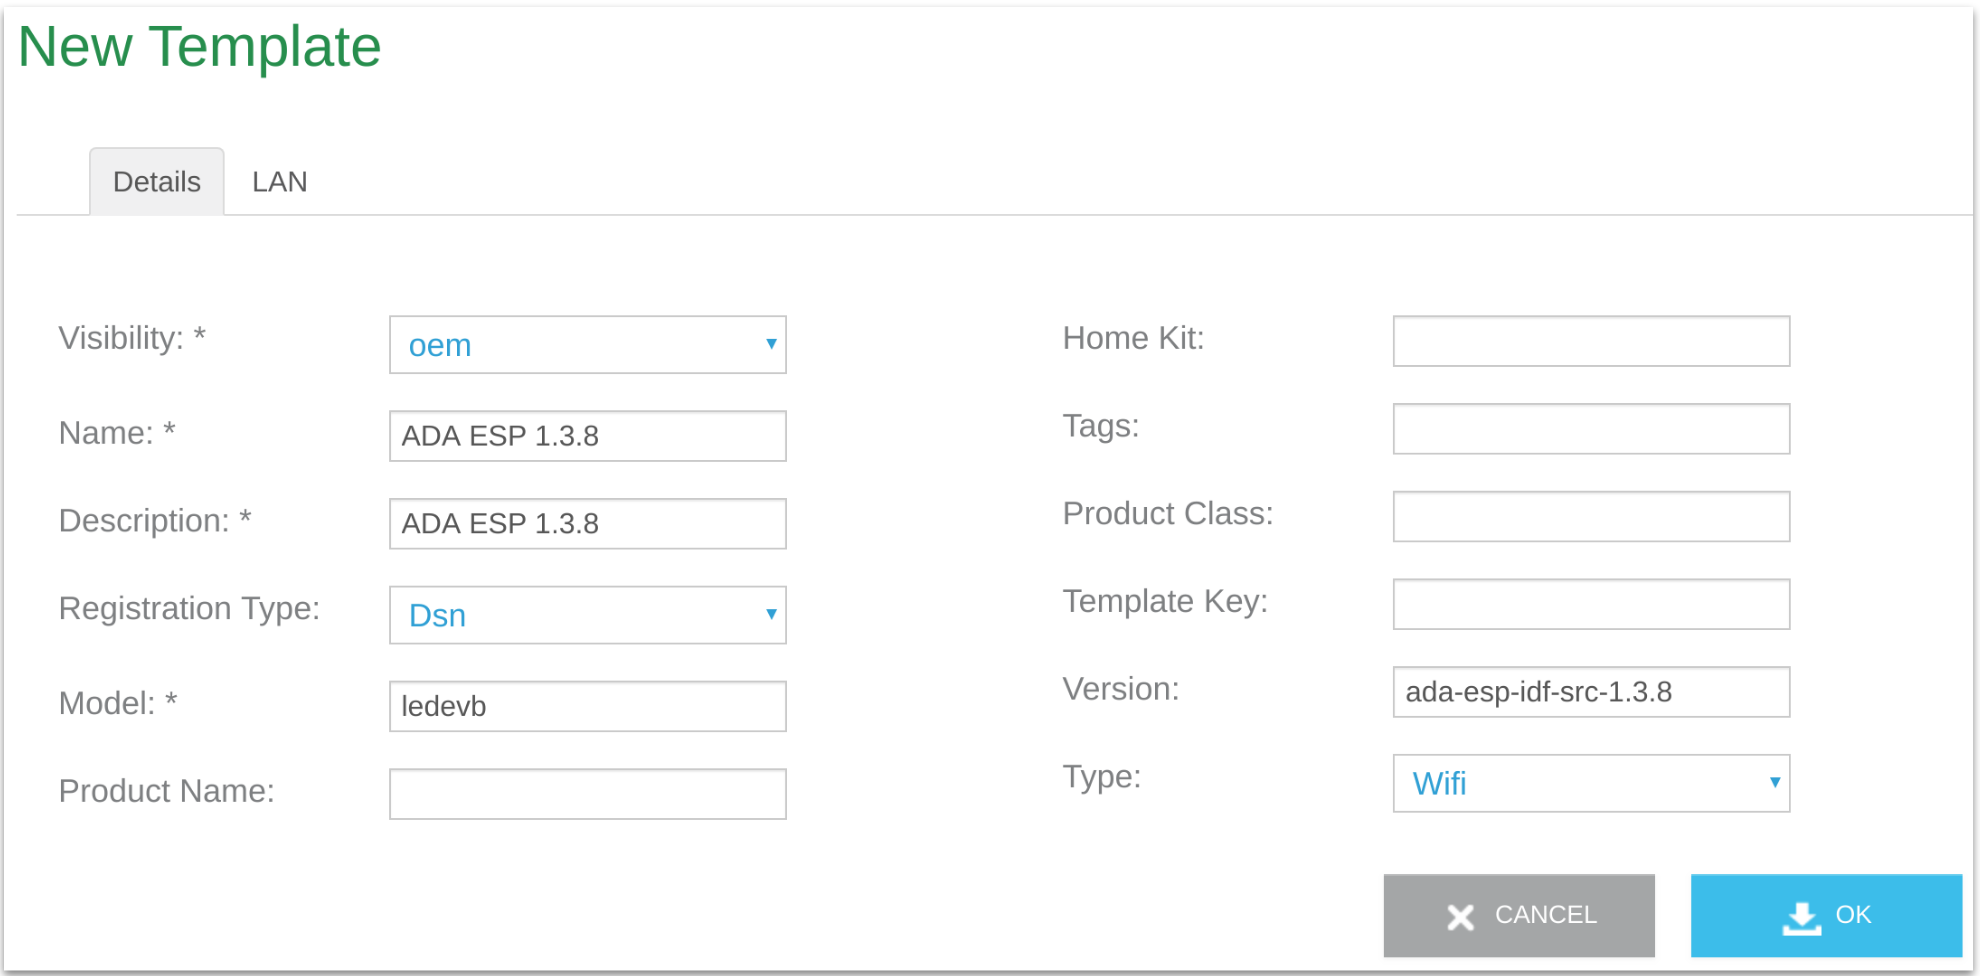 New Template
Details
LAN
Visibility: *
oem
Name: *
ADA ESP 1.3.8
Description: *
ADA ESP 1.3.8
Registration Type:
Dsn
Model: *
ledevb
Product Name:
Home Kit:
Tags:
Product Class:
Template Key:
Version:
ada-esp-idf-src-1.3.8
Type:
Wifi
CANCEL
OK